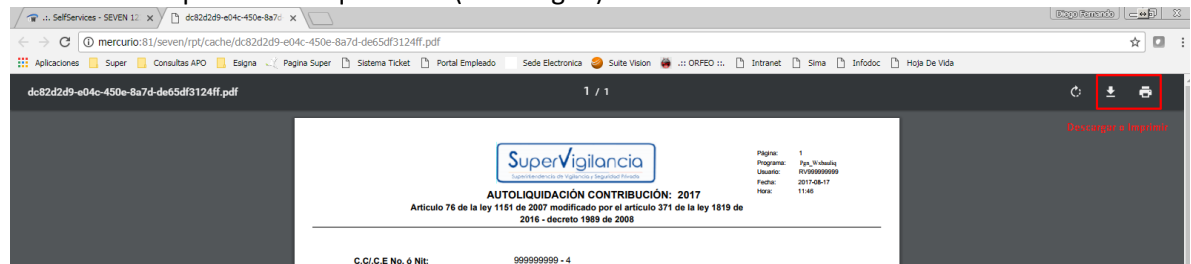 .:. SelfServices - SEVEN 12. dc82d2d9-e04c-450e-8a7d Diego Fernando
mercurio:81/seven/rpt/cache/dc82d2d9-e04c-450e-8a7d-de65df3124ff.pdf
Aplicaciones Super Consultas APO Esigna Pagina Super Sistema Ticket Portal Empleado Sede Electronica Suite Vision .::: ORFEO ::. Intranet Sima Infodoc Hoja De Vida
dc82d2d9-e04c-450e-8a7d-de65df3124ff.pdf 1 / 1
Descargar e Imprimir
SuperVigilancia
Superintendencia de Vigilancia y Seguridad Privada
Página: 1
Programa:
Usuario: RV999999999
Fecha: 2017-08-17
Hora: 11:46
AUTOLIQUIDACIÓN CONTRIBUCIÓN: 2017
Artículo 76 de la ley 1151 de 2007 modificado por el artículo 371 de la ley 1819 de
2016 - decreto 1989 de 2008
C.C/.C.E No. ó Nit: 999999999 - 4